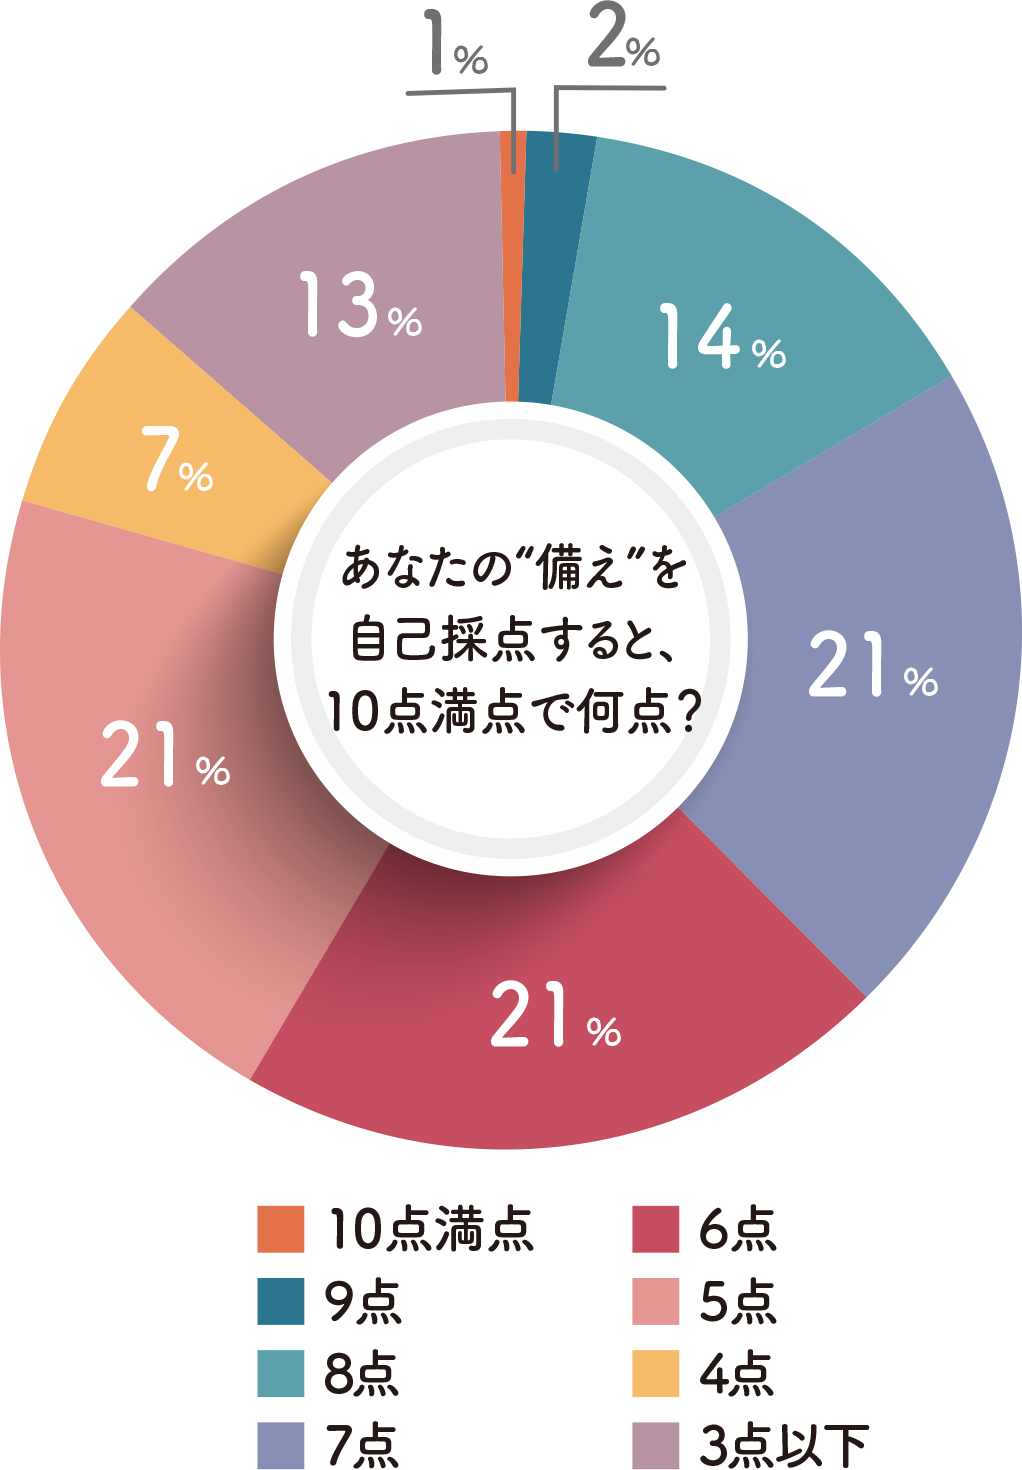 1%
2%
14%
21%
21%
21%
7%
13%
あなたの“備え”を
自己採点すると、
10点満点で何点？
10点満点
9点
8点
7点
6点
5点
4点
3点以下